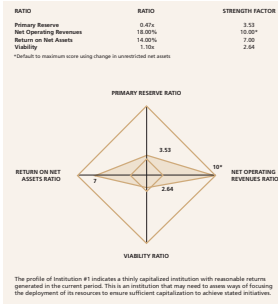 RATIO RATIO STRENGTH FACTOR
Primary Reserve 0.47x 3.53
Net Operating Revenues 18.00% 10.00*
Return on Net Assets 14.00% 7.00
Viability 1.10x 2.64
*Default to maximum score using change in unrestricted net assets
PRIMARY RESERVE RATIO
3.53
RETURN ON NET
ASSETS RATIO
7
10*
NET OPERATING
REVENUES RATIO
2.64
VIABILITY RATIO
The profile of Institution #1 indicates a thinly capitalized institution with reasonable returns
generated in the current period. This is an institution that may need to assess ways of focusing
the deployment of its resources to ensure sufficient capitalization to achieve stated initiatives.